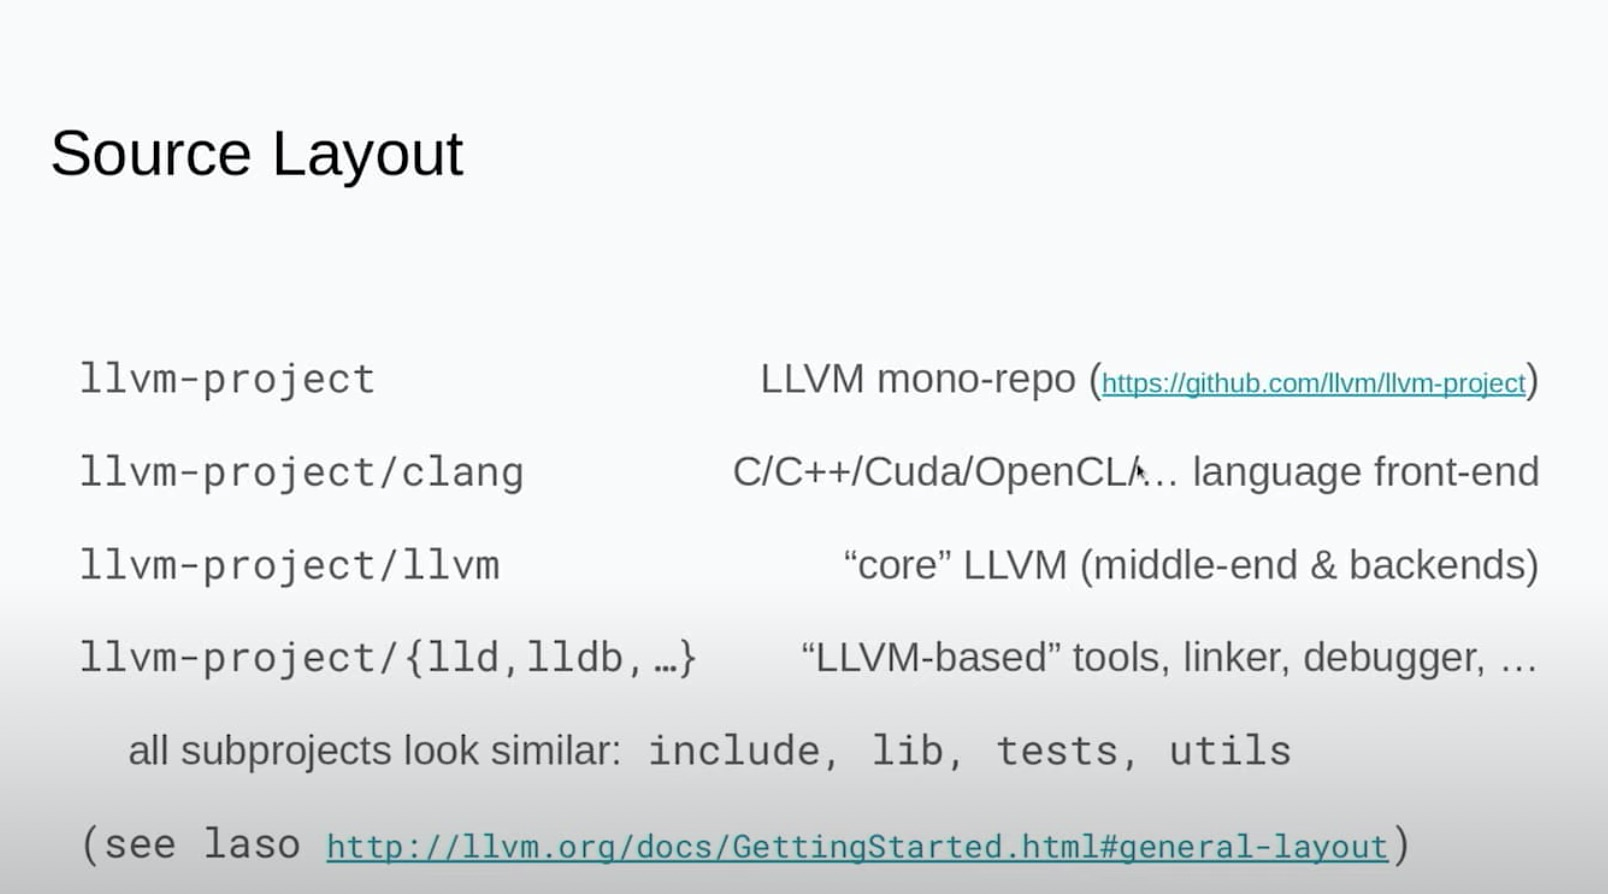 Source Layout
llvm-project LLVM mono-repo (https://github.com/llvm/llvm-project)
llvm-project/clang C/C++/Cuda/OpenCL/… language front-end
llvm-project/llvm “core” LLVM (middle-end & backends)
llvm-project/{lld,lldb,…} “LLVM-based” tools, linker, debugger, …
all subprojects look similar: include, lib, tests, utils
(see laso http://llvm.org/docs/GettingStarted.html#general-layout)